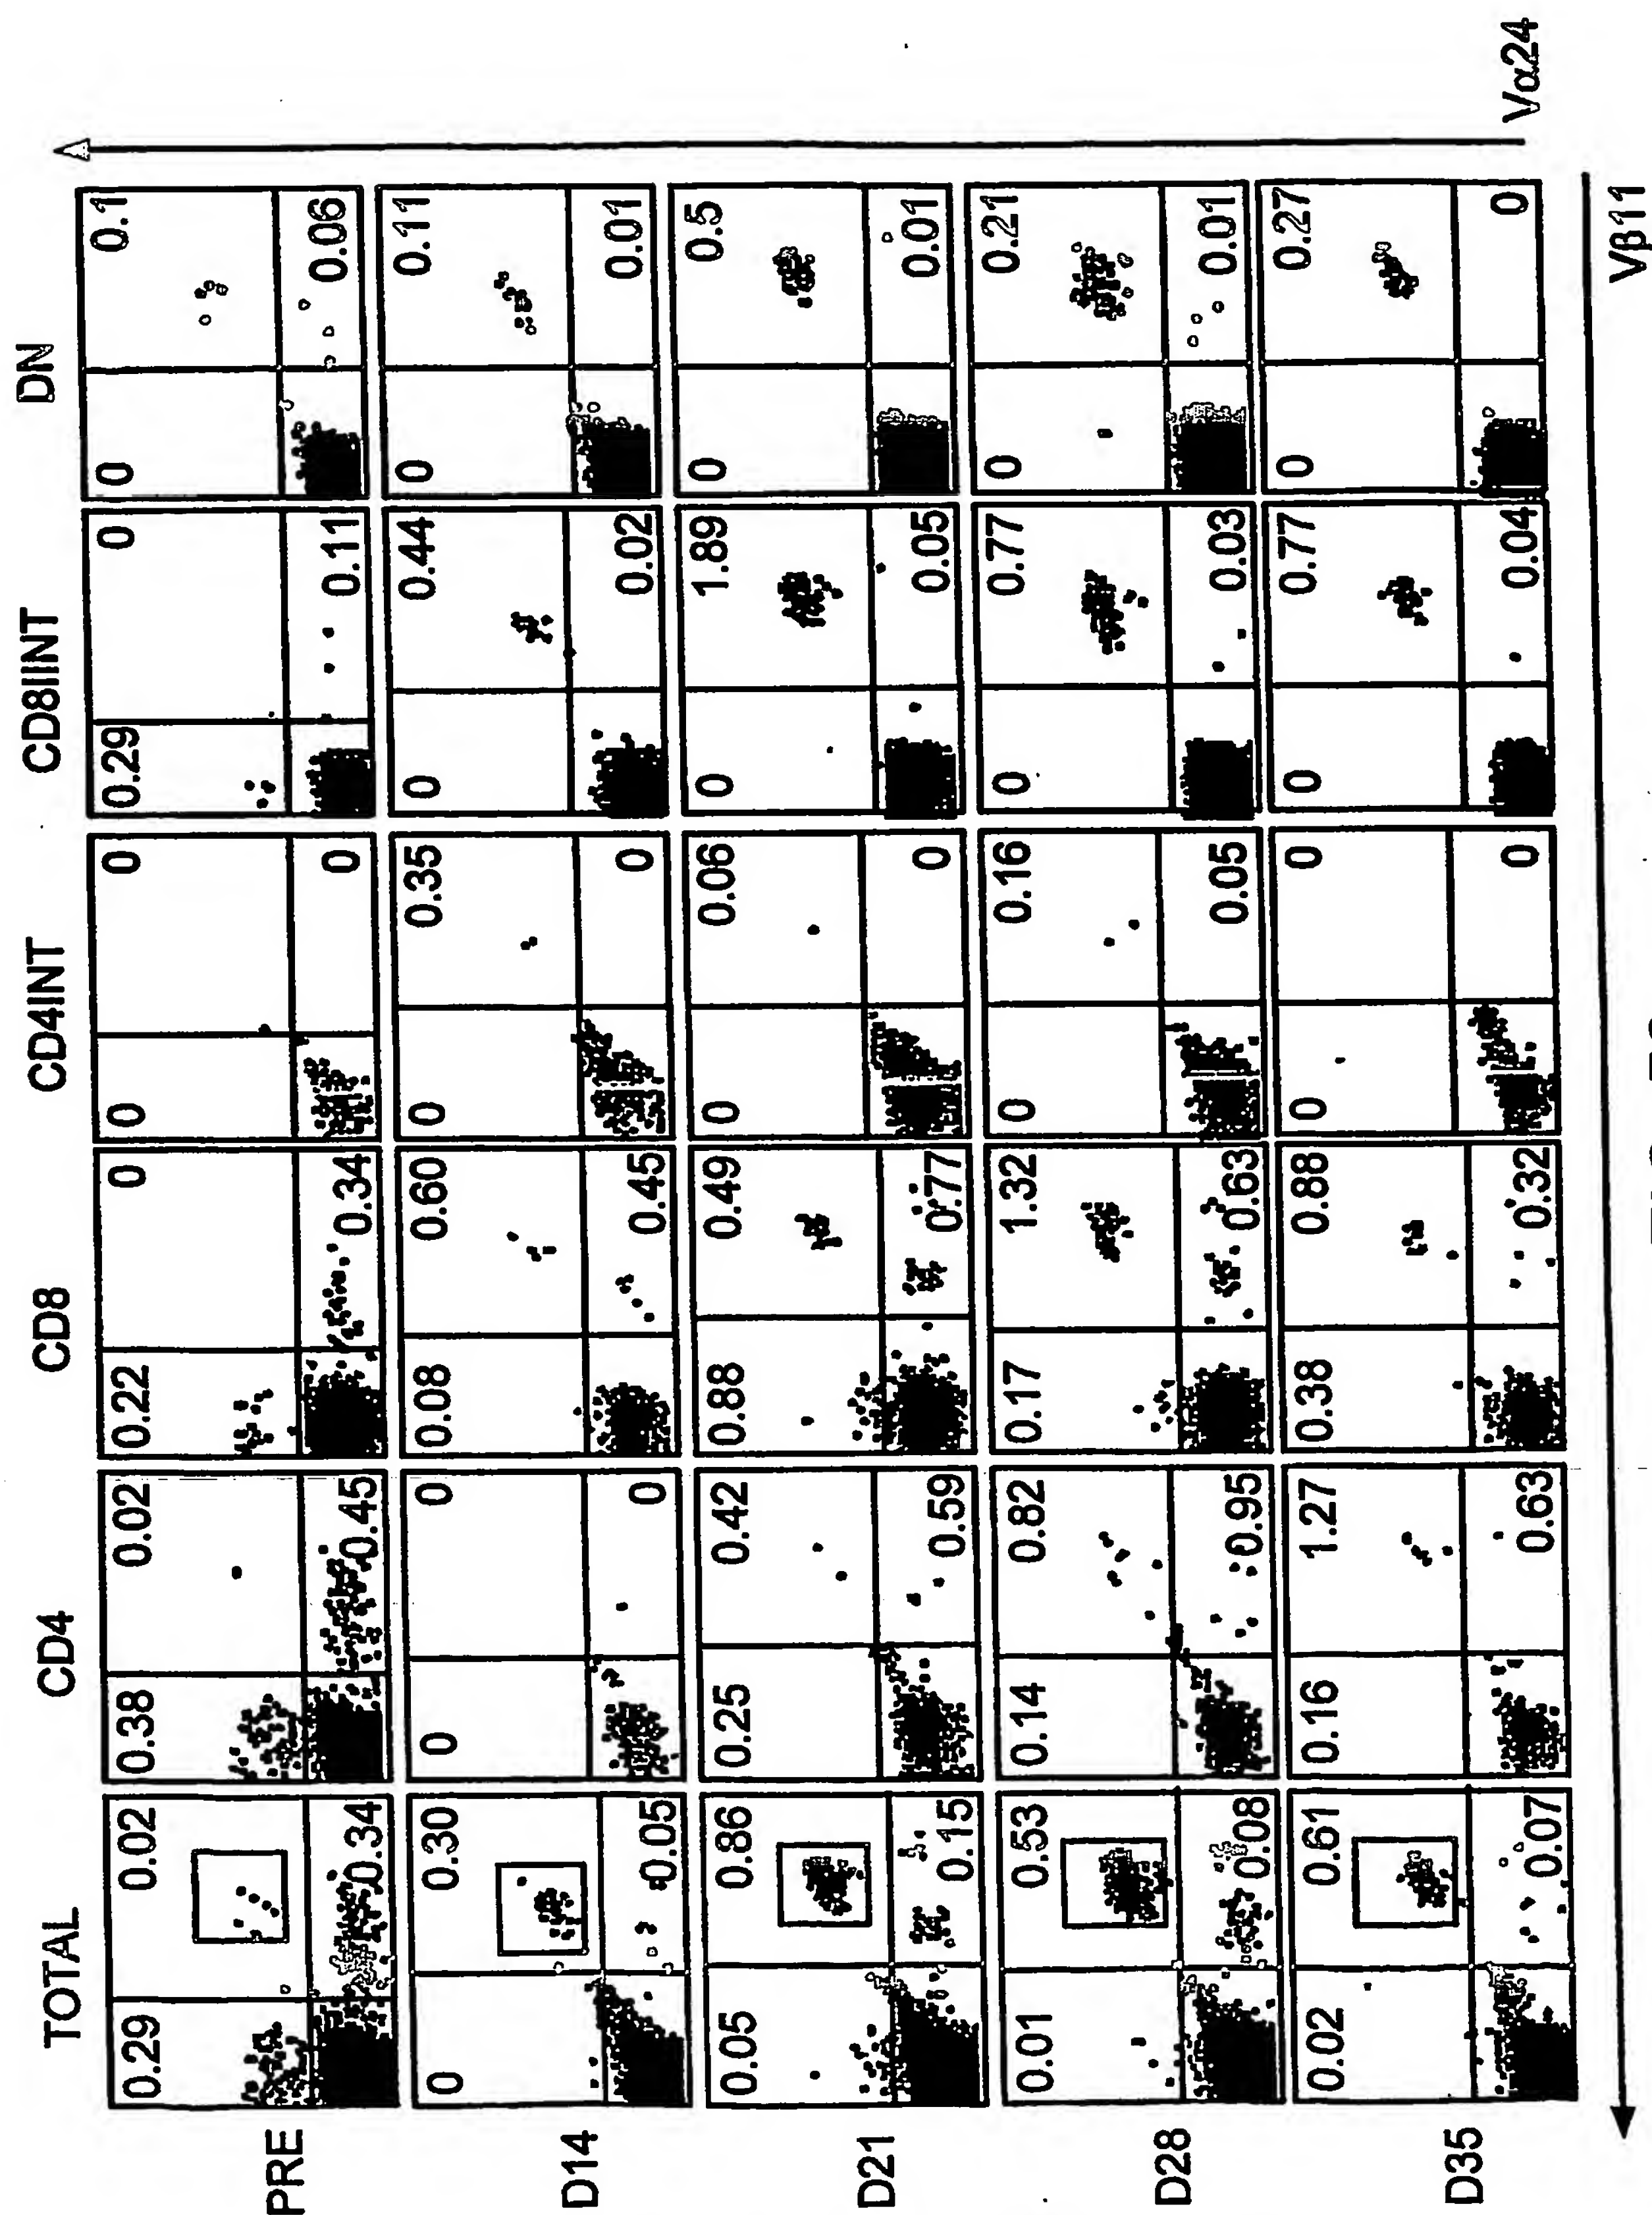 TOTAL CD4 CD8 CD4INT CD8IINT DN
PRE
0.29 0.02 0.38 0.02 0.22 0 0 0 0.29 0 0 0.1
0.34 0.45 0.34 0 0.11 0.06
D14
0 0.30 0 0 0.08 0.60 0 0.35 0 0.44 0 0.11
0.05 0 0.45 0 0.02 0.01
D21
0.05 0.86 0.25 0.42 0.88 0.49 0 0.06 0 1.89 0 0.5
0.15 0.59 0.77 0 0.05 0.01
D28
0.01 0.53 0.14 0.82 0.17 1.32 0 0.16 0 0.77 0 0.21
0.08 0.95 0.63 0.05 0.03 0.01
D35
0.02 0.61 0.16 1.27 0.38 0.88 0 0 0 0.77 0 0.27
0.07 0.63 0.32 0 0.04 0
Vα24
Vβ11